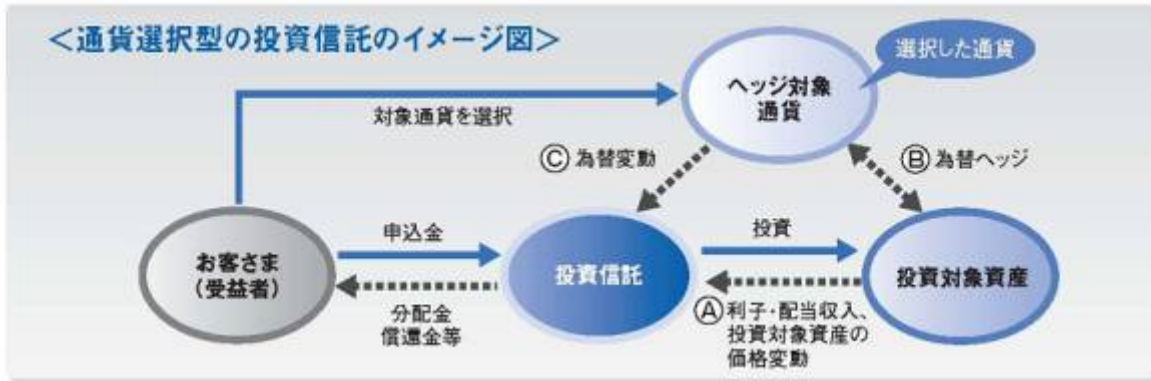 ＜通貨選択型の投資信託のイメージ図＞
選択した通貨
ヘッジ対象
通貨
対象通貨を選択
Ⓒ為替変動
Ⓑ為替ヘッジ
お客さま
（受益者）
申込金
分配金
償還金等
投資信託
投資
Ⓐ利子・配当収入、
投資対象資産の
価格変動
投資対象資産